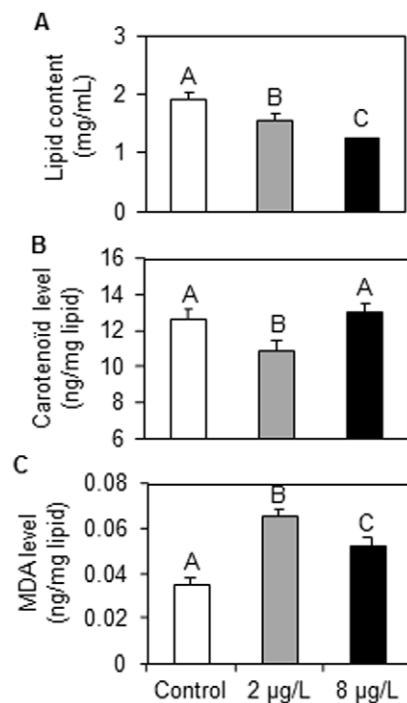 A
Lipid content
(mg/mL)
3
2
1
0
A
B
C
B
Carotenoïd level
(ng/mg lipid)
16
14
12
10
8
6
A
B
A
C
MDA level
(ng/mg lipid)
0.08
0.06
0.04
0.02
0
A
B
C
Control 2 µg/L 8 µg/L